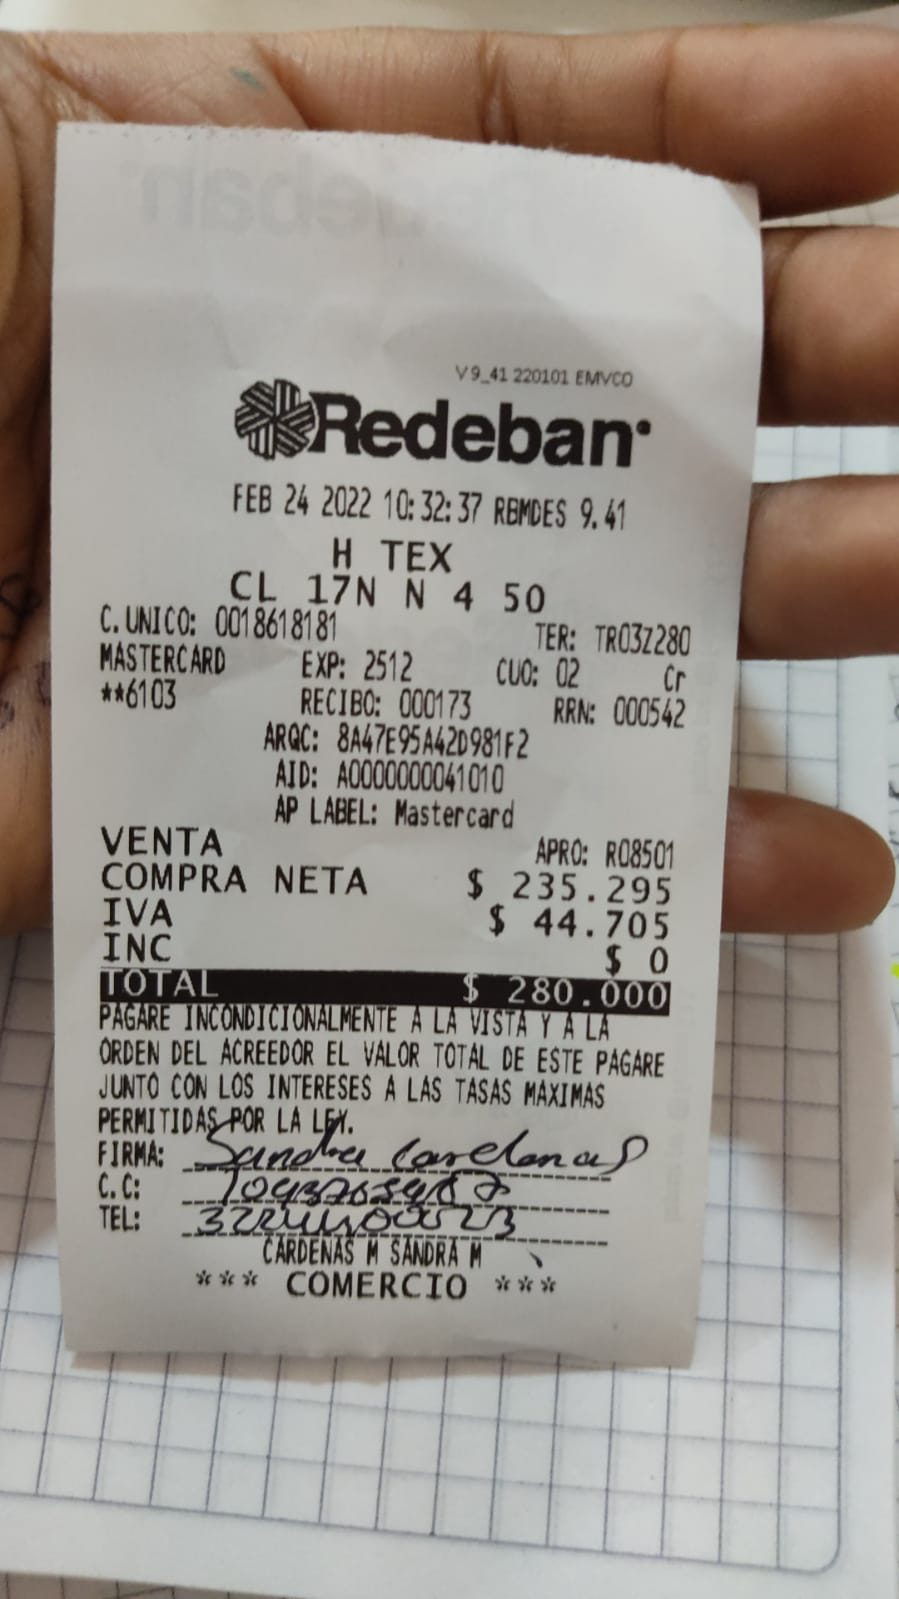 V9_41 220101 EMVCO
Redeban
FEB 24 2022 10:32:37 RBMDES 9.41
H TEX
CL 17N N 4 50
C.UNICO: 0018618181 TER: TR03Z280
MASTERCARD EXP: 2512 CUO: 02 Cr
**6103 RECIBO: 000173 RRN: 000542
ARQC: 8A47E95A42D981F2
AID: A0000000041010
AP LABEL: Mastercard
VENTA APRO: R08501
COMPRA NETA $ 235.295
IVA $ 44.705
INC $ 0
TOTAL $ 280.000
PAGARE INCONDICIONALMENTE A LA VISTA Y A LA
ORDEN DEL ACREEDOR EL VALOR TOTAL DE ESTE PAGARE
JUNTO CON LOS INTERESES A LAS TASAS MAXIMAS
PERMITIDAS POR LA LEY.
FIRMA: Sandra Cardenas
C.C:
TEL:
CARDENAS M SANDRA M
*** COMERCIO ***